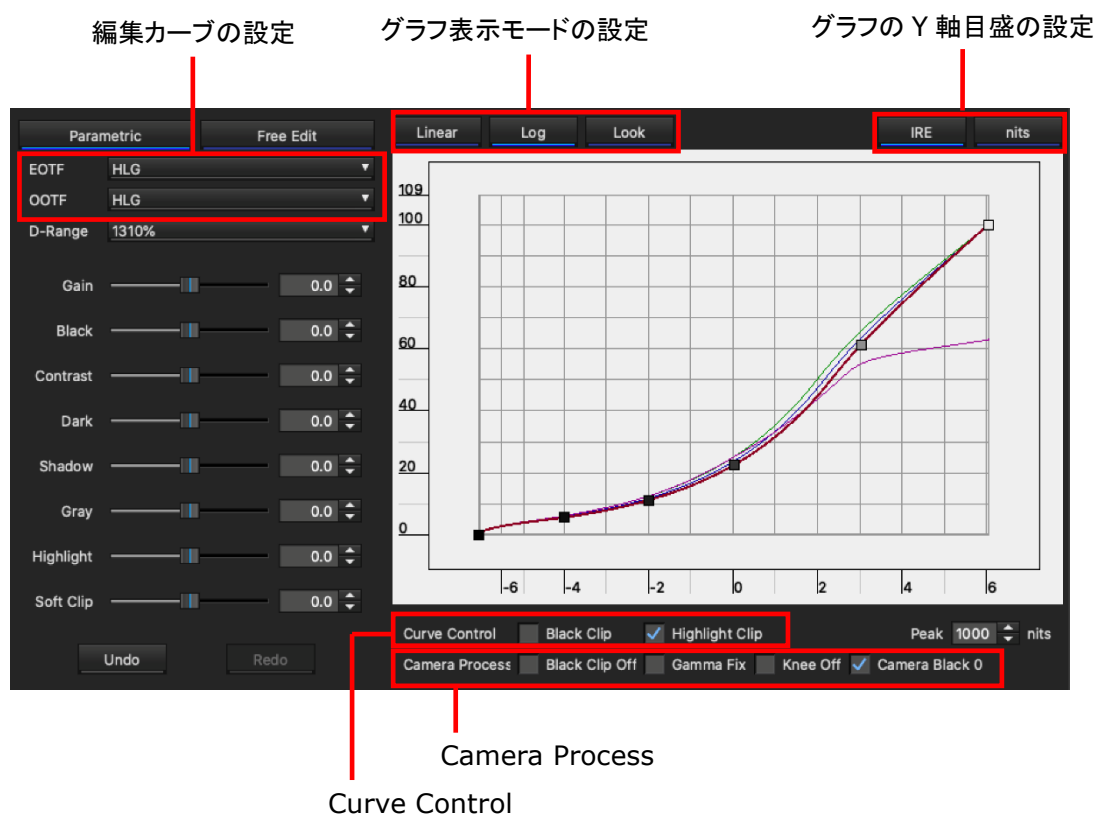 編集カーブの設定
グラフ表示モードの設定
グラフの Y 軸目盛の設定
Parametric Free Edit
EOTF HLG
OOTF HLG
D-Range 1310%
Gain 0.0
Black 0.0
Contrast 0.0
Dark 0.0
Shadow 0.0
Gray 0.0
Highlight 0.0
Soft Clip 0.0
Undo Redo
Linear Log Look
IRE nits
109
100
80
60
40
20
0
-6 -4 -2 0 2 4 6
Curve Control Black Clip Highlight Clip
Peak 1000 nits
Camera Process Black Clip Off Gamma Fix Knee Off Camera Black 0
Camera Process
Curve Control